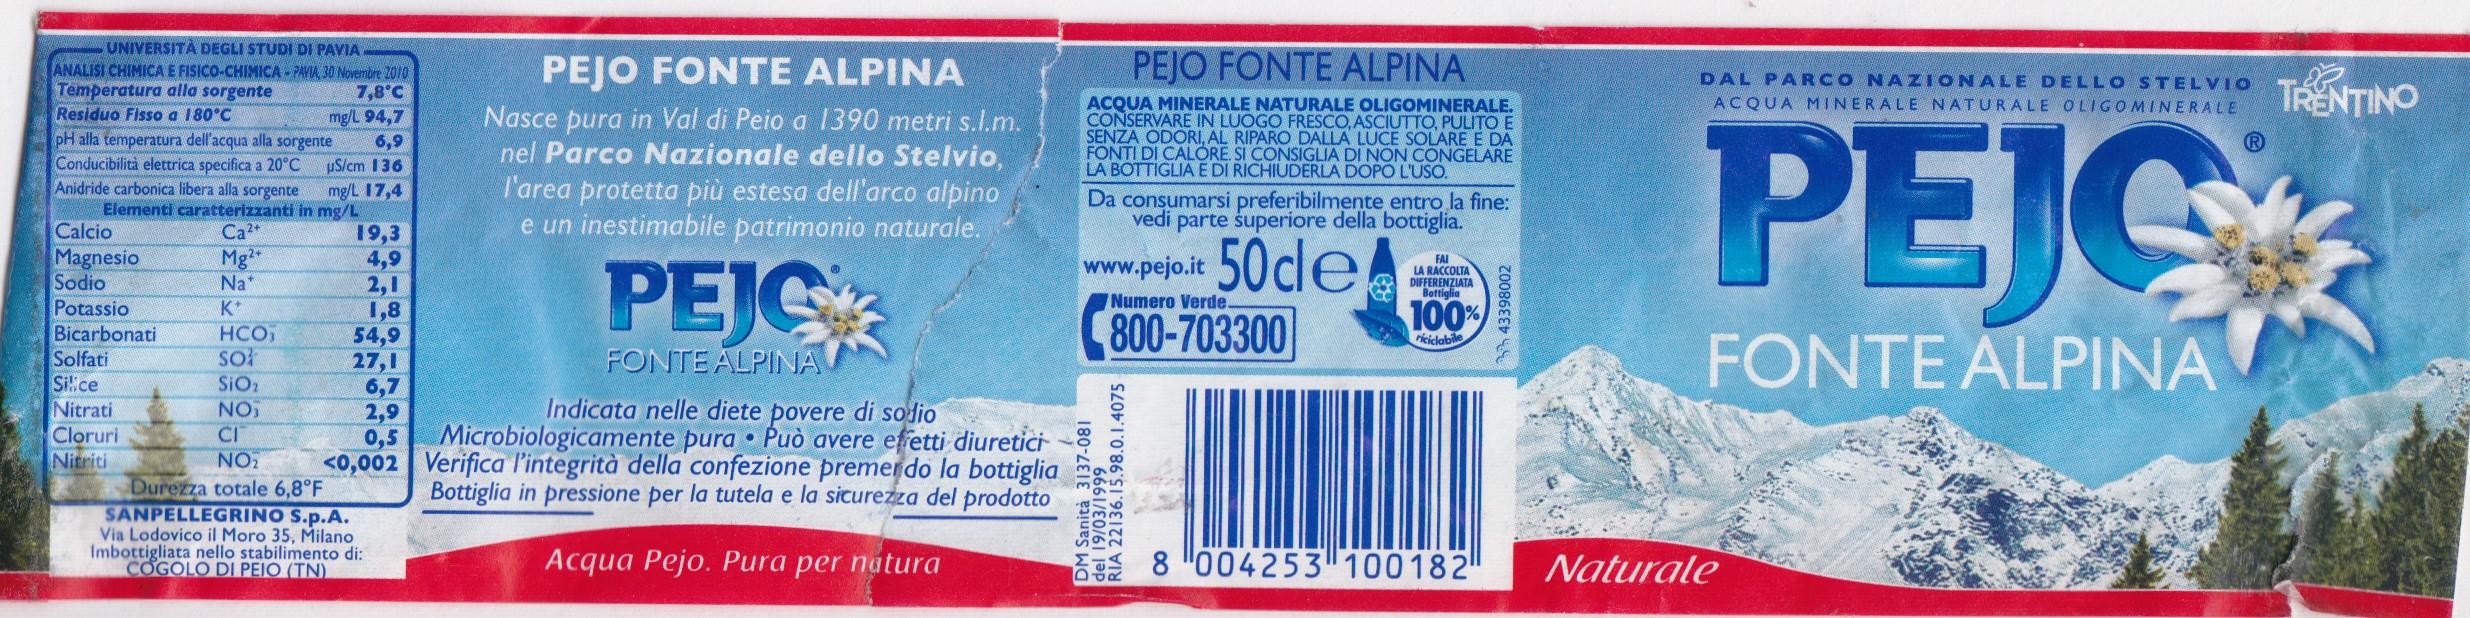 UNIVERSITÀ DEGLI STUDI DI PAVIA
ANALISI CHIMICA E FISICO-CHIMICA - PAVIA, 30 Novembre 2010
Temperatura alla sorgente 7,8°C
Residuo Fisso a 180°C mg/L 94,7
pH alla temperatura dell'acqua alla sorgente 6,9
Conducibilità elettrica specifica a 20°C µS/cm 136
Anidride carbonica libera alla sorgente mg/L 17,4
Elementi caratterizzanti in mg/L
Calcio Ca²⁺ 19,3
Magnesio Mg²⁺ 4,9
Sodio Na⁺ 2,1
Potassio K⁺ 1,8
Bicarbonati HCO₃⁻ 54,9
Solfati SO₄²⁻ 27,1
Silice SiO₂ 6,7
Nitrati NO₃⁻ 2,9
Cloruri Cl⁻ 0,5
Nitriti NO₂⁻ <0,002
Durezza totale 6,8°F
SANPELLEGRINO S.p.A.
Via Lodovico il Moro 35, Milano
Imbottigliata nello stabilimento di:
COGOLO DI PEIO (TN)
PEJO FONTE ALPINA
Nasce pura in Val di Peio a 1390 metri s.l.m.
nel Parco Nazionale dello Stelvio,
l'area protetta più estesa dell'arco alpino
e un inestimabile patrimonio naturale.
PEJO®
FONTE ALPINA
Indicata nelle diete povere di sodio
Microbiologicamente pura • Può avere effetti diuretici
Verifica l'integrità della confezione premendo la bottiglia
Bottiglia in pressione per la tutela e la sicurezza del prodotto
Acqua Pejo. Pura per natura
PEJO FONTE ALPINA
ACQUA MINERALE NATURALE OLIGOMINERALE.
CONSERVARE IN LUOGO FRESCO, ASCIUTTO, PULITO E
SENZA ODORI, AL RIPARO DALLA LUCE SOLARE E DA
FONTI DI CALORE. SI CONSIGLIA DI NON CONGELARE
LA BOTTIGLIA E DI RICHIUDERLA DOPO L'USO.
Da consumarsi preferibilmente entro la fine:
vedi parte superiore della bottiglia.
www.pejo.it 50 cl e
Numero Verde
800-703300
FAI
LA RACCOLTA
DIFFERENZIATA
Bottiglia
100%
riciclabile
43398002
DM Sanità 3137-081
del 19/03/1999
RIA 22136.15.98.0.1.4075
8 004253 100182
DAL PARCO NAZIONALE DELLO STELVIO
ACQUA MINERALE NATURALE OLIGOMINERALE
TRENTINO
PEJO®
FONTE ALPINA
Naturale